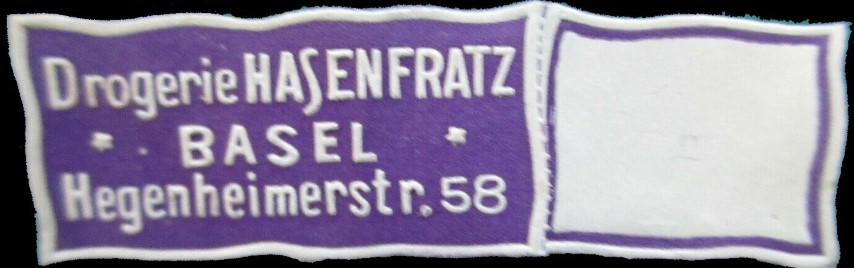 Drogerie HASENFRATZ
BASEL
Hegenheimerstr. 58